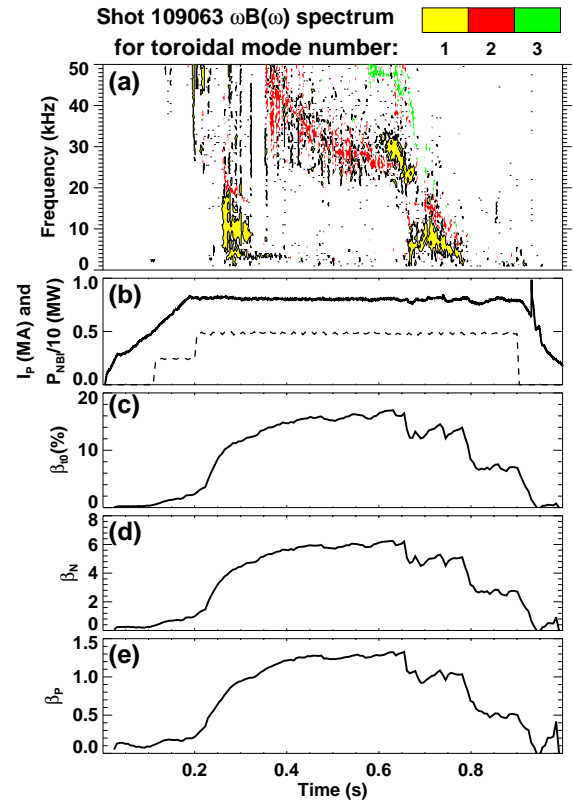 Shot 109063 ωB(ω) spectrum
for toroidal mode number:
1 2 3
(a)
Frequency (kHz)
50
40
30
20
10
0
(b)
I_P (MA) and
P_NBI/10 (MW)
1.0
0.5
0.0
(c)
β_t0(%)
20
10
0
(d)
β_N
8
6
4
2
0
(e)
β_P
1.5
1.0
0.5
0.0
0.2 0.4 0.6 0.8
Time (s)